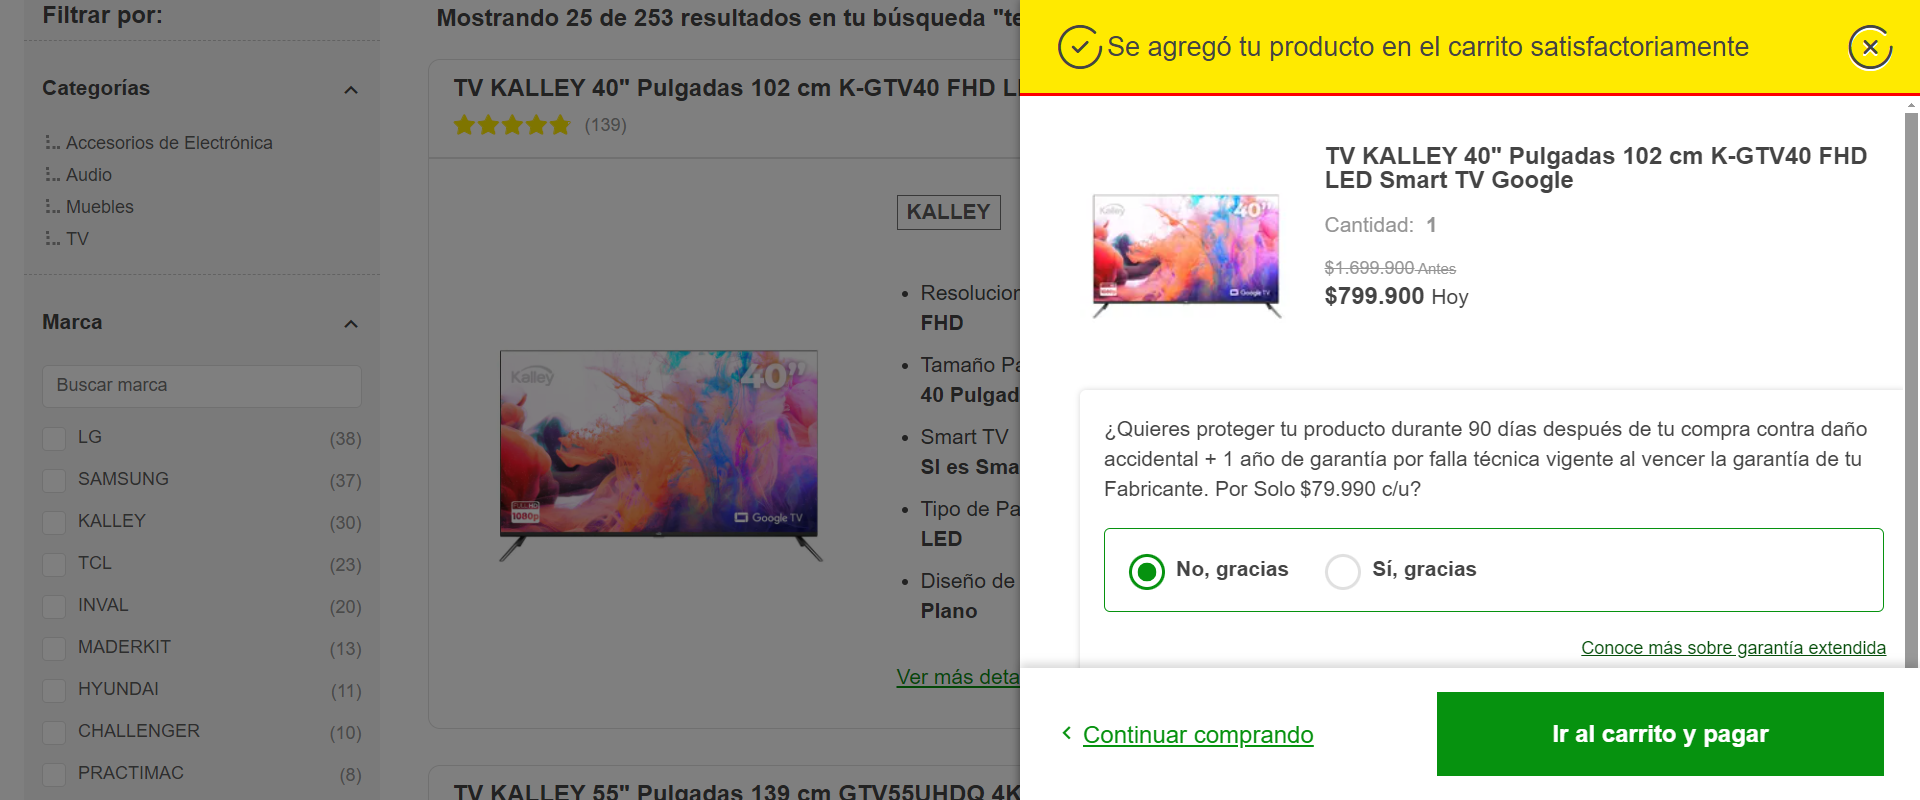 Filtrar por:
Categorías
Accesorios de Electrónica
Audio
Muebles
TV
Marca
Buscar marca
LG (38)
SAMSUNG (37)
KALLEY (30)
TCL (23)
INVAL (20)
MADERKIT (13)
HYUNDAI (11)
CHALLENGER (10)
PRACTIMAC (8)
Mostrando 25 de 253 resultados en tu búsqueda "te
TV KALLEY 40" Pulgadas 102 cm K-GTV40 FHD L
(139)
KALLEY
Kalley
40”
FULL HD
1080p
Google TV
Resolucion
FHD
Tamaño Pa
40 Pulgad
Smart TV
SI es Sma
Tipo de Pa
LED
Diseño de
Plano
Ver más deta
TV KALLEY 55" Pulgadas 139 cm GTV55UHDQ 4K
Se agregó tu producto en el carrito satisfactoriamente
Kalley
40”
Google TV
TV KALLEY 40" Pulgadas 102 cm K-GTV40 FHD
LED Smart TV Google
Cantidad: 1
$1.699.900 Antes
$799.900 Hoy
¿Quieres proteger tu producto durante 90 días después de tu compra contra daño
accidental + 1 año de garantía por falla técnica vigente al vencer la garantía de tu
Fabricante. Por Solo $79.990 c/u?
No, gracias Sí, gracias
Conoce más sobre garantía extendida
Continuar comprando
Ir al carrito y pagar